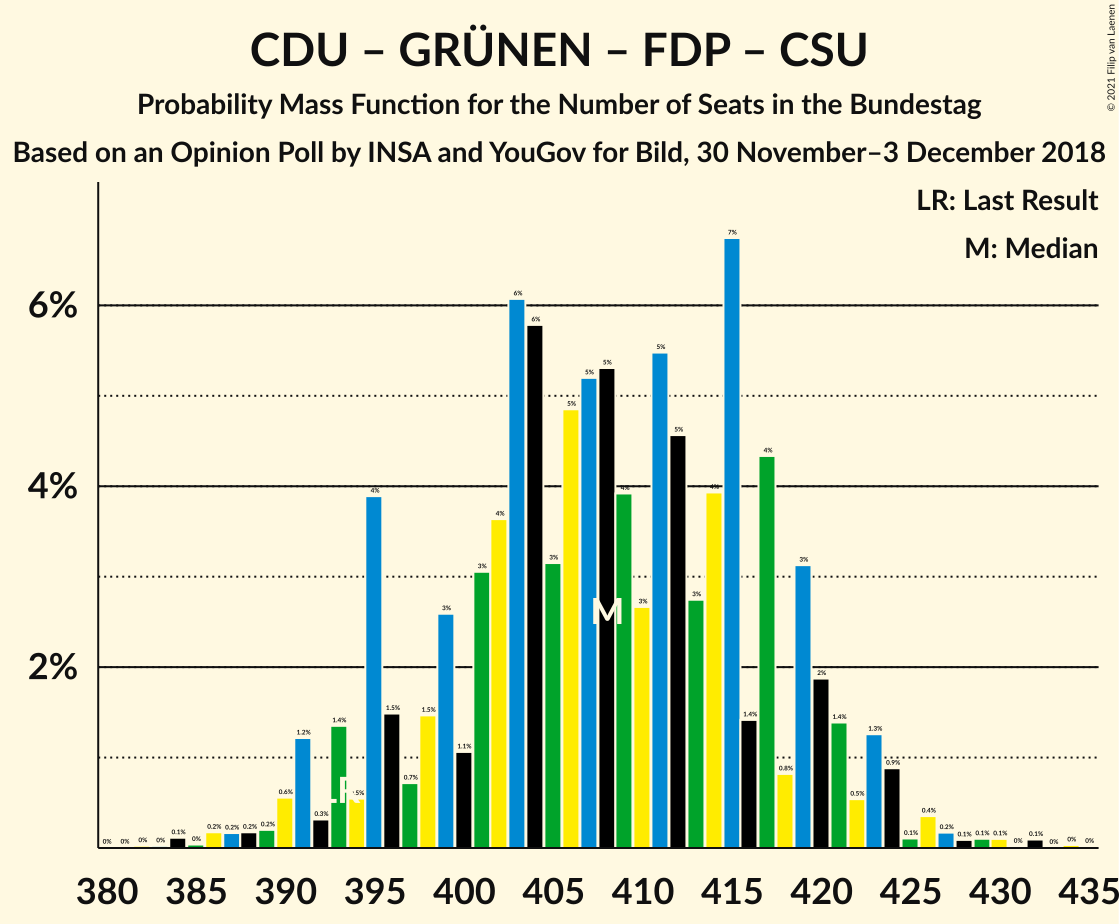 CDU – GRÜNEN – FDP – CSU
Probability Mass Function for the Number of Seats in the Bundestag
Based on an Opinion Poll by INSA and YouGov for Bild, 30 November–3 December 2018
© 2021 Filip van Laenen
LR: Last Result
M: Median
6%
4%
2%
0% 0% 0% 0% 0.1% 0% 0.2% 0.2% 0.2% 0.2% 0.6% 1.2% 0.3% 1.4% 0.5% 4% 1.5% 0.7% 1.5% 3% 1.1% 3% 4% 6% 6% 3% 5% 5% 5% 4% 3% 5% 5% 3% 4% 7% 1.4% 4% 0.8% 3% 2% 1.4% 0.5% 1.3% 0.9% 0.1% 0.4% 0.2% 0.1% 0.1% 0.1% 0% 0.1% 0% 0% 0%
LR
M
380 385 390 395 400 405 410 415 420 425 430 435